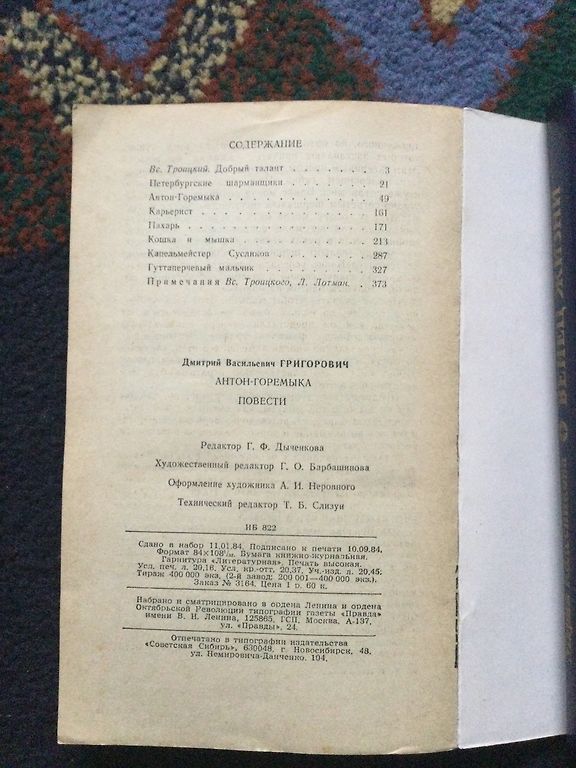 СОДЕРЖАНИЕ
Вс. Троицкий. Добрый талант . . . . . . . 3
Петербургские шарманщики . . . . . . . 21
Антон-Горемыка . . . . . . . . . . 49
Карьерист . . . . . . . . . . . . 161
Пахарь . . . . . . . . . . . . . 171
Кошка и мышка . . . . . . . . . . 213
Капельмейстер Сусликов . . . . . . . . 287
Гуттаперчевый мальчик . . . . . . . . 327
Примечания Вс. Троицкого, Л. Лотман. . 373
Дмитрий Васильевич ГРИГОРОВИЧ
АНТОН-ГОРЕМЫКА
ПОВЕСТИ
Редактор Г. Ф. Дыченкова
Художественный редактор Г. О. Барбашинова
Оформление художника А. И. Неровного
Технический редактор Т. Б. Слизун
ИБ 822
Сдано в набор 11.01.84. Подписано к печати 10.09.84.
Формат 84×108¹/₃₂. Бумага книжно-журнальная.
Гарнитура «Литературная». Печать высокая.
Усл. печ. л. 20,16. Усл. кр.-отт. 20,37. Уч.-изд. л. 20,45.
Тираж 400 000 экз. (2-й завод: 200 001—400 000 экз.).
Заказ № 3164. Цена 1 р. 60 к.
Набрано и сматрицировано в ордена Ленина и ордена
Октябрьской Революции типографии газеты «Правда»
имени В. И. Ленина, 125865, ГСП, Москва, А-137,
ул. «Правды», 24.
Отпечатано в типографии издательства
«Советская Сибирь», 630048, г. Новосибирск, 48,
ул. Немировича-Данченко, 104.
О ВЕНЕЦ ЖИЗНИ